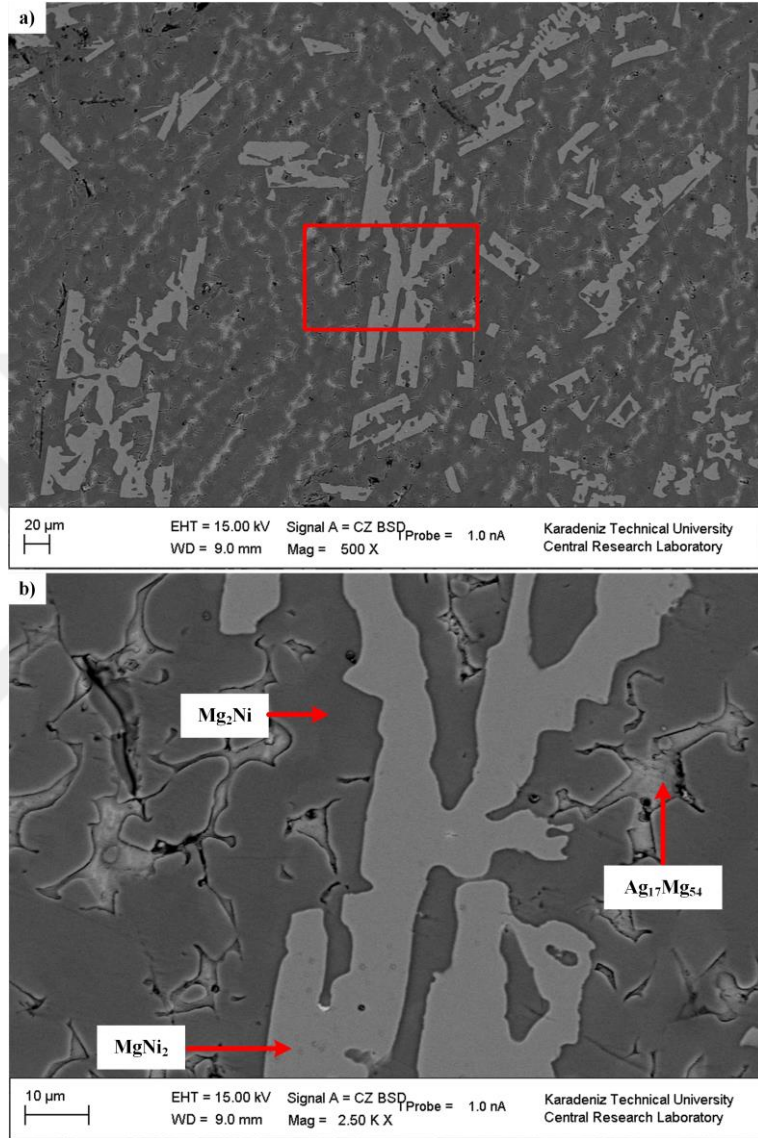 a)
20 µm
EHT = 15.00 kV Signal A = CZ BSD I Probe = 1.0 nA Karadeniz Technical University
WD = 9.0 mm Mag = 500 X Central Research Laboratory
b)
Mg₂Ni
Ag₁₇Mg₅₄
MgNi₂
10 µm
EHT = 15.00 kV Signal A = CZ BSD I Probe = 1.0 nA Karadeniz Technical University
WD = 9.0 mm Mag = 2.50 K X Central Research Laboratory